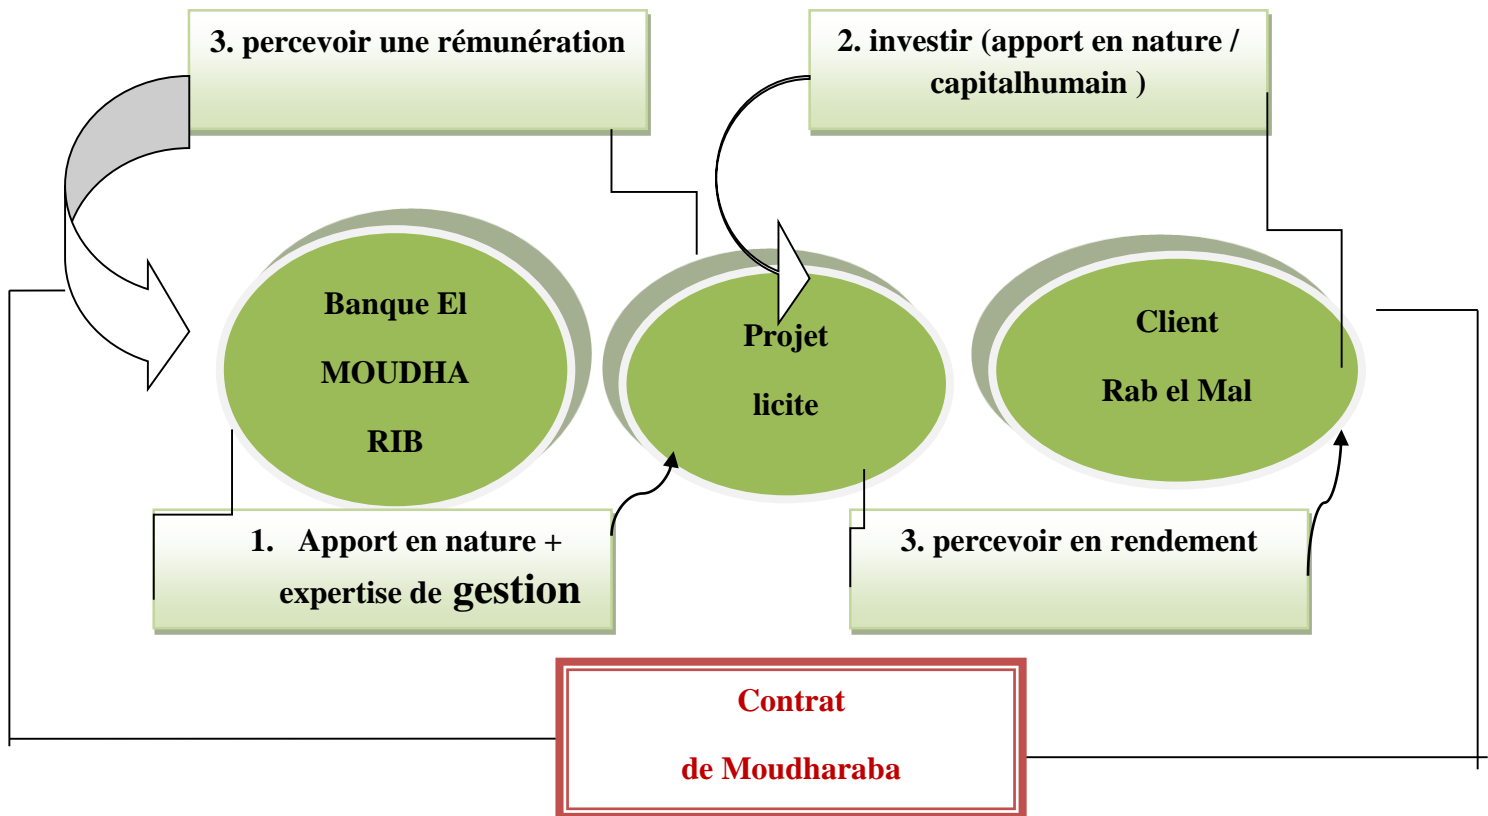 3. percevoir une rémunération
2. investir (apport en nature /
capitalhumain )
Banque El
MOUDHA
RIB
Projet
licite
Client
Rab el Mal
1. Apport en nature +
expertise de gestion
3. percevoir en rendement
Contrat
de Moudharaba